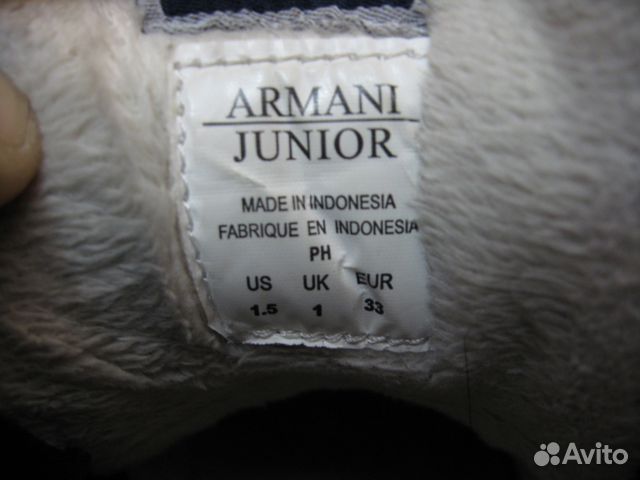 ARMANI
JUNIOR
MADE IN INDONESIA
FABRIQUE EN INDONESIA
PH
US UK EUR
1.5 1 33
Avito